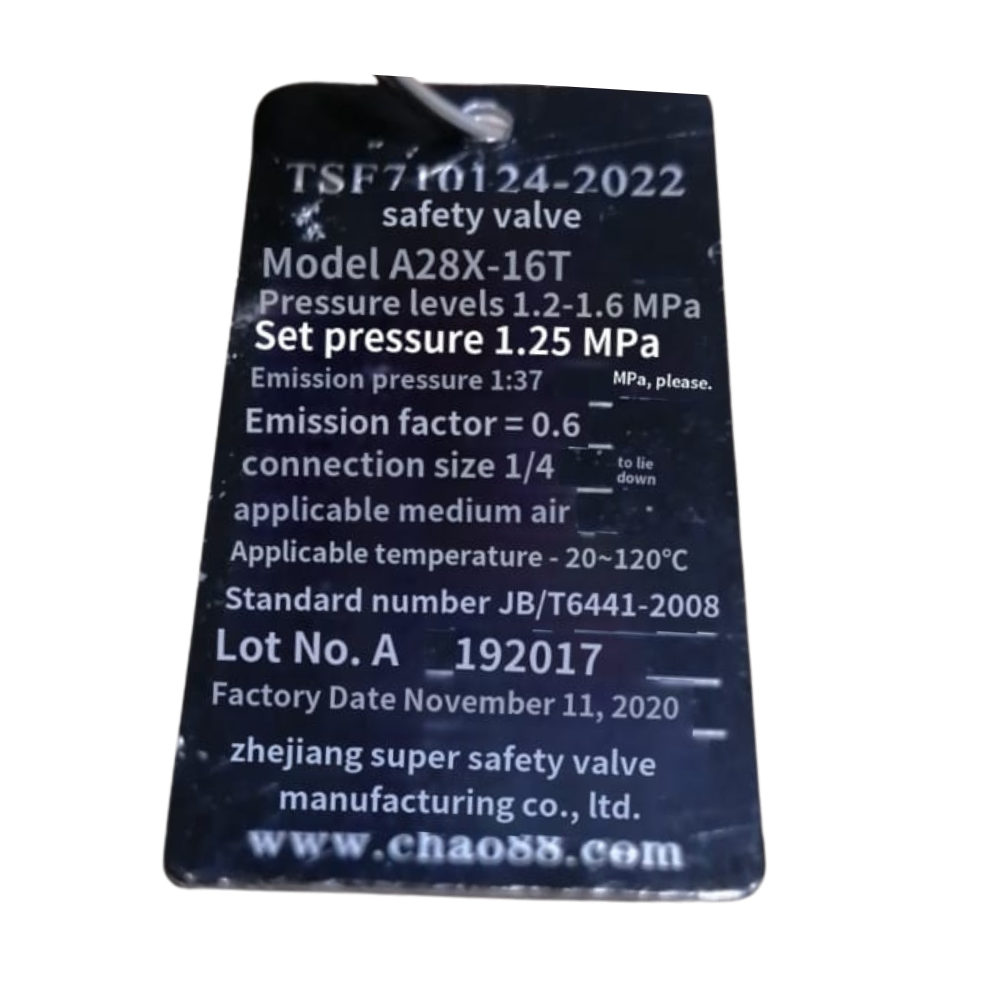 TSF710124-2022
safety valve
Model A28X-16T
Pressure levels 1.2-1.6 MPa
Set pressure 1.25 MPa
Emission pressure 1:37 MPa, please.
Emission factor = 0.6
connection size 1/4 to lie down
applicable medium air
Applicable temperature - 20~120°C
Standard number JB/T6441-2008
Lot No. A _192017
Factory Date November 11, 2020
zhejiang super safety valve
manufacturing co., ltd.
www.chao88.com